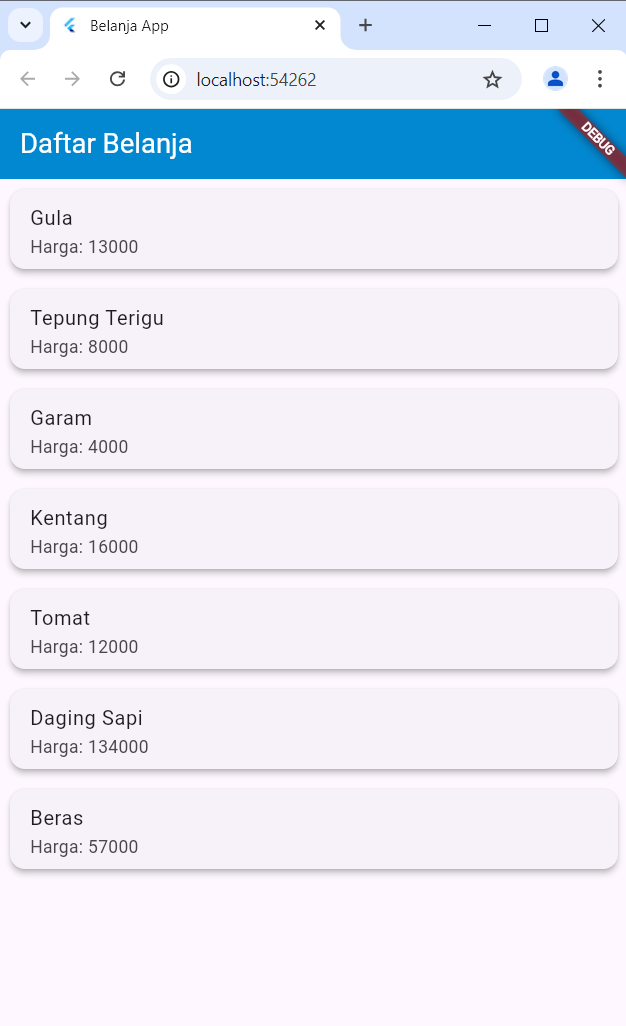 Belanja App
localhost:54262
Daftar Belanja
DEBUG
Gula
Harga: 13000
Tepung Terigu
Harga: 8000
Garam
Harga: 4000
Kentang
Harga: 16000
Tomat
Harga: 12000
Daging Sapi
Harga: 134000
Beras
Harga: 57000